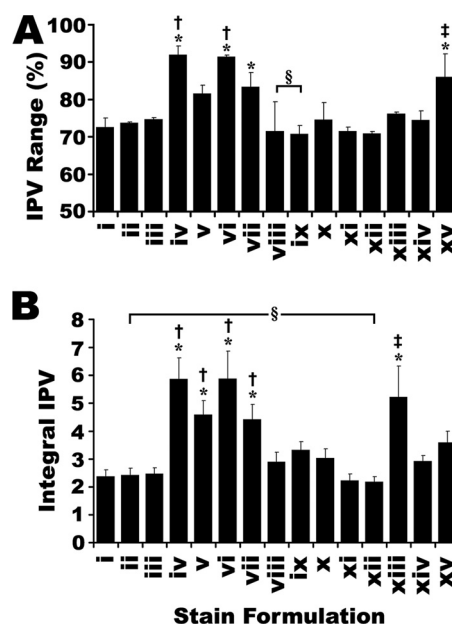 A
IPV Range (%)
100
90
80
70
60
50
† * † * * § ‡ *
i ii iii iv v vi vii viii ix x xi xii xiii xiv xv
B
Integral IPV
8
7
6
5
4
3
2
1
0
§
† * † * † * † * ‡ *
i ii iii iv v vi vii viii ix x xi xii xiii xiv xv
Stain Formulation